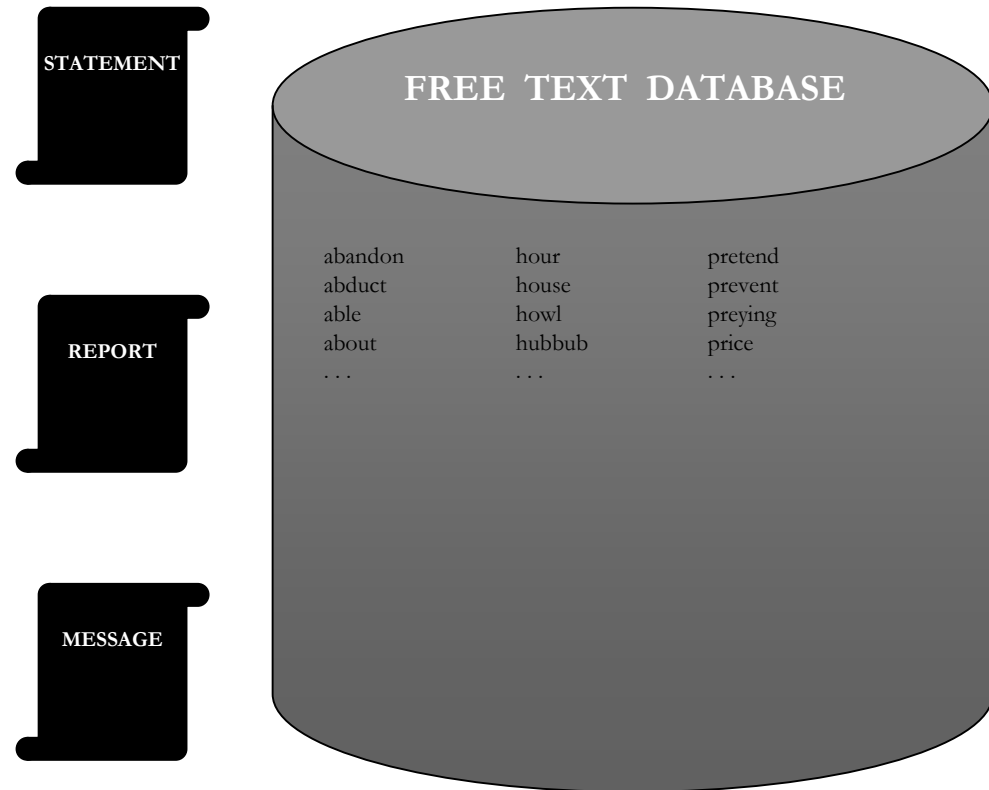 STATEMENT
FREE TEXT DATABASE
abandon hour pretend
abduct house prevent
able howl preying
about hubbub price
. . . . . . . . .
REPORT
MESSAGE